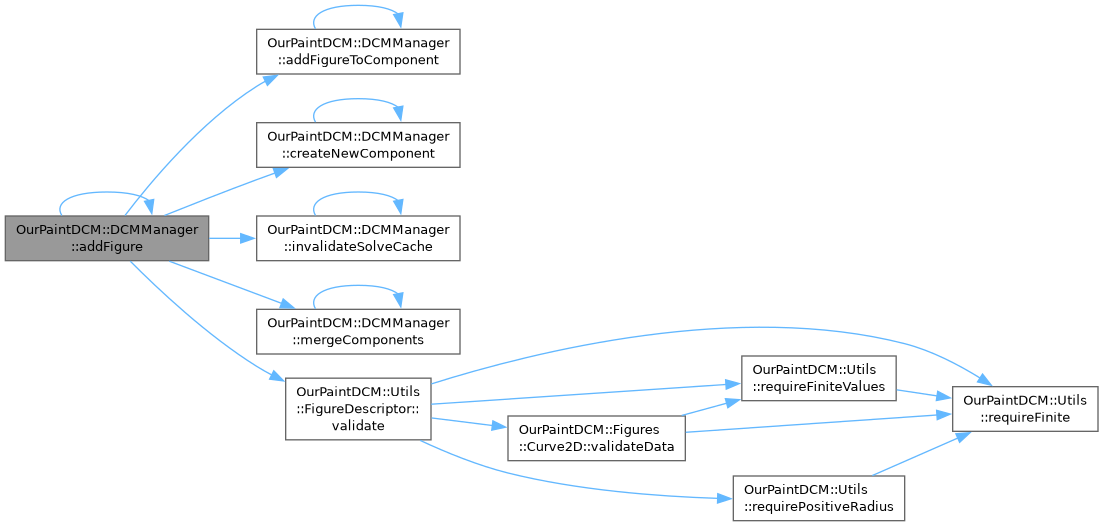 OurPaintDCM::DCMManager
::addFigure
OurPaintDCM::DCMManager
::addFigureToComponent
OurPaintDCM::DCMManager
::createNewComponent
OurPaintDCM::DCMManager
::invalidateSolveCache
OurPaintDCM::DCMManager
::mergeComponents
OurPaintDCM::Utils
::FigureDescriptor::
validate
OurPaintDCM::Figures
::Curve2D::validateData
OurPaintDCM::Utils
::requireFiniteValues
OurPaintDCM::Utils
::requireFinite
OurPaintDCM::Utils
::requirePositiveRadius